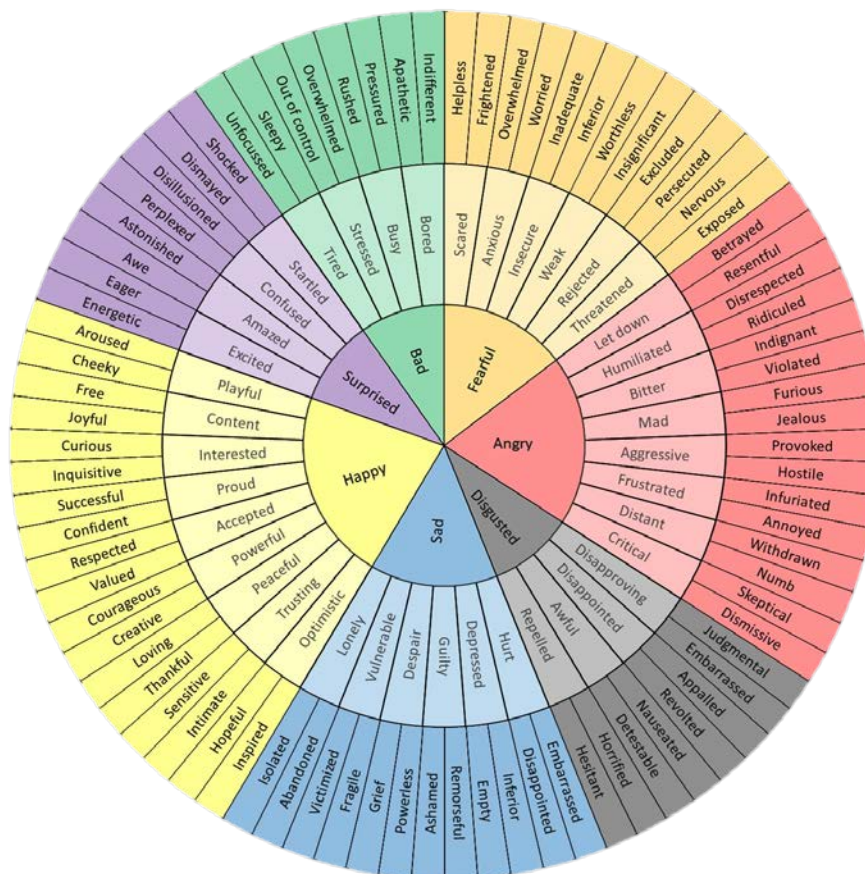 Bad
Fearful
Angry
Disgusted
Sad
Happy
Surprised
Bored
Scared
Anxious
Insecure
Weak
Rejected
Threatened
Let down
Humiliated
Bitter
Mad
Aggressive
Frustrated
Distant
Critical
Disapproving
Disappointed
Awful
Repelled
Hurt
Depressed
Guilty
Despair
Vulnerable
Lonely
Optimistic
Trusting
Peaceful
Powerful
Accepted
Proud
Interested
Content
Playful
Excited
Amazed
Confused
Startled
Tired
Stressed
Busy
Indifferent
Helpless
Frightened
Overwhelmed
Worried
Inadequate
Inferior
Worthless
Insignificant
Excluded
Persecuted
Nervous
Exposed
Betrayed
Resentful
Disrespected
Ridiculed
Indignant
Violated
Furious
Jealous
Provoked
Hostile
Infuriated
Annoyed
Withdrawn
Numb
Skeptical
Dismissive
Judgmental
Embarrassed
Appalled
Revolted
Nauseated
Detestable
Horrified
Hesitant
Embarrassed
Disappointed
Inferior
Empty
Remorseful
Ashamed
Powerless
Grief
Fragile
Victimized
Abandoned
Isolated
Inspired
Hopeful
Intimate
Sensitive
Thankful
Loving
Creative
Courageous
Valued
Respected
Confident
Successful
Inquisitive
Curious
Joyful
Free
Cheeky
Aroused
Energetic
Eager
Awe
Astonished
Perplexed
Disillusioned
Dismayed
Shocked
Unfocussed
Sleepy
Out of control
Overwhelmed
Rushed
Pressured
Apathetic